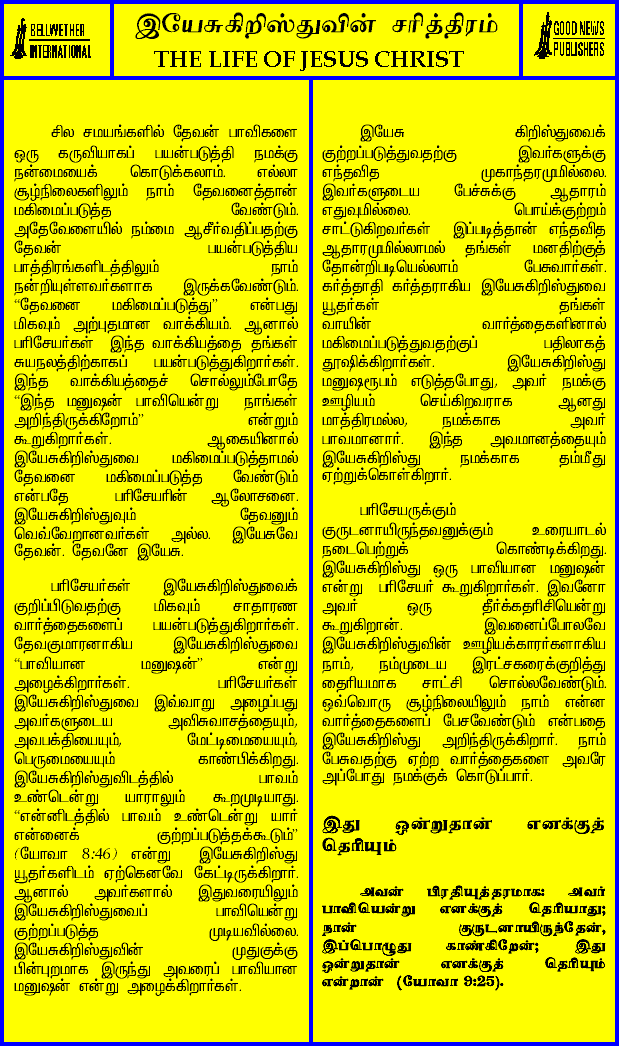 BELLWETHER
INTERNATIONAL
இயேசுகிறிஸ்துவின் சரித்திரம்
THE LIFE OF JESUS CHRIST
GOOD NEWS
PUBLISHERS
சில சமயங்களில் தேவன் பாவிகளை
ஒரு கருவியாகப் பயன்படுத்தி நமக்கு
நன்மையைக் கொடுக்கலாம். எல்லா
சூழ்நிலைகளிலும் நாம் தேவனைத்தான்
மகிமைப்படுத்த வேண்டும்.
அதேவேளையில் நம்மை ஆசீர்வதிப்பதற்கு
தேவன் பயன்படுத்திய
பாத்திரங்களிடத்திலும் நாம்
நன்றியுள்ளவர்களாக இருக்கவேண்டும்.
“தேவனை மகிமைப்படுத்து” என்பது
மிகவும் அற்புதமான வாக்கியம். ஆனால்
பரிசேயர்கள் இந்த வாக்கியத்தை தங்கள்
சுயநலத்திற்காகப் பயன்படுத்துகிறார்கள்.
இந்த வாக்கியத்தைச் சொல்லும்போதே
“இந்த மனுஷன் பாவியென்று நாங்கள்
அறிந்திருக்கிறோம்” என்றும்
கூறுகிறார்கள். ஆகையினால்
இயேசுகிறிஸ்துவை மகிமைப்படுத்தாமல்
தேவனை மகிமைப்படுத்த வேண்டும்
என்பதே பரிசேயரின் ஆலோசனை.
இயேசுகிறிஸ்துவும் தேவனும்
வெவ்வேறானவர்கள் அல்ல. இயேசுவே
தேவன். தேவனே இயேசு.
பரிசேயர்கள் இயேசுகிறிஸ்துவைக்
குறிப்பிடுவதற்கு மிகவும் சாதாரண
வார்த்தைகளைப் பயன்படுத்துகிறார்கள்.
தேவகுமாரனாகிய இயேசுகிறிஸ்துவை
“பாவியான மனுஷன்” என்று
அழைக்கிறார்கள். பரிசேயர்கள்
இயேசுகிறிஸ்துவை இவ்வாறு அழைப்பது
அவர்களுடைய அவிசுவாசத்தையும்,
அவபக்தியையும், மேட்டிமையையும்,
பெருமையையும் காண்பிக்கிறது.
இயேசுகிறிஸ்துவிடத்தில் பாவம்
உண்டென்று யாராலும் கூறமுடியாது.
“என்னிடத்தில் பாவம் உண்டென்று யார்
என்னைக் குற்றப்படுத்தக்கூடும்”
(யோவா 8:46) என்று இயேசுகிறிஸ்து
யூதர்களிடம் ஏற்கெனவே கேட்டிருக்கிறார்.
ஆனால் அவர்களால் இதுவரையிலும்
இயேசுகிறிஸ்துவைப் பாவியென்று
குற்றப்படுத்த முடியவில்லை.
இயேசுகிறிஸ்துவின் முதுகுக்கு
பின்புறமாக இருந்து அவரைப் பாவியான
மனுஷன் என்று அழைக்கிறார்கள்.
இயேசு கிறிஸ்துவைக்
குற்றப்படுத்துவதற்கு இவர்களுக்கு
எந்தவித முகாந்தரமுமில்லை.
இவர்களுடைய பேச்சுக்கு ஆதாரம்
எதுவுமில்லை. பொய்க்குற்றம்
சாட்டுகிறவர்கள் இப்படித்தான் எந்தவித
ஆதாரமுமில்லாமல் தங்கள் மனதிற்குத்
தோன்றிபடியெல்லாம் பேசுவார்கள்.
கர்த்தாதி கர்த்தராகிய இயேசுகிறிஸ்துவை
யூதர்கள் தங்கள்
வாயின் வார்த்தைகளினால்
மகிமைப்படுத்துவதற்குப் பதிலாகத்
தூஷிக்கிறார்கள். இயேசுகிறிஸ்து
மனுஷரூபம் எடுத்தபோது, அவர் நமக்கு
ஊழியம் செய்கிறவராக ஆனது
மாத்திரமல்ல, நமக்காக அவர்
பாவமானார். இந்த அவமானத்தையும்
இயேசுகிறிஸ்து நமக்காக தம்மீது
ஏற்றுக்கொள்கிறார்.
பரிசேயருக்கும்
குருடனாயிருந்தவனுக்கும் உரையாடல்
நடைபெற்றுக் கொண்டிக்கிறது.
இயேசுகிறிஸ்து ஒரு பாவியான மனுஷன்
என்று பரிசேயர் கூறுகிறார்கள். இவனோ
அவர் ஒரு தீர்க்கதரிசியென்று
கூறுகிறான். இவனைப்போலவே
இயேசுகிறிஸ்துவின் ஊழியக்காரர்களாகிய
நாம், நம்முடைய இரட்சகரைக்குறித்து
தைரியமாக சாட்சி சொல்லவேண்டும்.
ஒவ்வொரு சூழ்நிலையிலும் நாம் என்ன
வார்த்தைகளைப் பேசவேண்டும் என்பதை
இயேசுகிறிஸ்து அறிந்திருக்கிறார். நாம்
பேசுவதற்கு ஏற்ற வார்த்தைகளை அவரே
அப்போது நமக்குக் கொடுப்பார்.
இது ஒன்றுதான் எனக்குத்
தெரியும்
அவன் பிரதியுத்தரமாக: அவர்
பாவியென்று எனக்குத் தெரியாது;
நான் குருடனாயிருந்தேன்,
இப்பொழுது காண்கிறேன்; இது
ஒன்றுதான் எனக்குத் தெரியும்
என்றான் (யோவா 9:25).